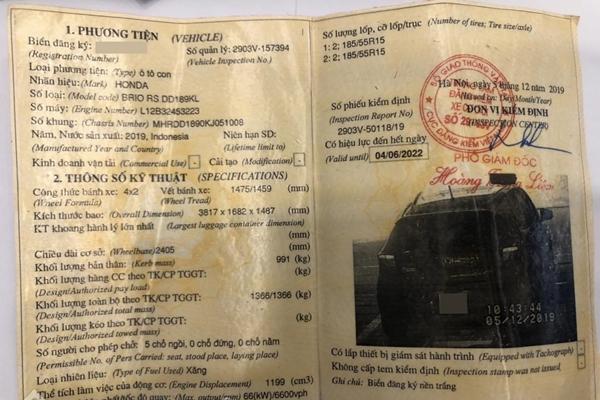 1. PHƯƠNG TIỆN (VEHICLE)
Biển đăng ký: Số quản lý: 2903V-157394
(Registration Number) (Vehicle Inspection No.)
Loại phương tiện: (Type) ô tô con
Nhãn hiệu: (Mark) HONDA
Số loại: (Model code) BRIO RS DD189KL
Số máy: (Engine Number) L12B32453223
Số khung: (Chassis Number) MHRDD1890KJ051008
Năm, Nước sản xuất: 2019, Indonesia Niên hạn SD:
(Manufactured Year and Country) (Lifetime limit to)
Kinh doanh vận tải (Commercial Use) - Cải tạo (Modification) -
2. THÔNG SỐ KỸ THUẬT (SPECIFICATIONS)
Công thức bánh xe: 4x2 Vết bánh xe: 1475/1459 (mm)
(Wheel Formula) (Wheel Tread)
Kích thước bao: (Overall Dimension) 3817 x 1682 x 1487 (mm)
KT khoang hành lý lớn nhất (Largest luggage container dimension)
(mm)
Chiều dài cơ sở: (Wheelbase) 2405 (mm)
Khối lượng bản thân: (Kerb mass) 991 (kg)
Khối lượng hàng CC theo TK/CP TGGT: (kg)
(Design/Authorized pay load)
Khối lượng toàn bộ theo TK/CP TGGT: 1366/1366 (kg)
(Design/Authorized total mass)
Khối lượng kéo theo TK/CP TGGT: (kg)
(Design/Authorized towed mass)
Số người cho phép chở: 5 chỗ ngồi, 0 chỗ đứng, 0 chỗ nằm
(Permissible No. of Pers Carried: seat, stood place, laying place)
Loại nhiên liệu: (Type of Fuel Used) Xăng
Thể tích làm việc của động cơ: (Engine Displacement) 1199 (cm3)
(Max. output/rpm) 66(kW)/6600vph
Số lượng lốp, cỡ lốp/trục (Number of tires; Tire size/axle)
1: 2; 185/55R15
2: 2; 185/55R15
Hà Nội, ngày 5 tháng 12 năm 2019
(Issued on: Day/Month/Year)
Số phiếu kiểm định ĐƠN VỊ KIỂM ĐỊNH
(Inspection Report No) (INSPECTION CENTER)
2903V-50118/19
Có hiệu lực đến hết ngày
(Valid until) 04/06/2022
PHÓ GIÁM ĐỐC
Hoàng
10:43:44
05/12/2019
Có lắp thiết bị giám sát hành trình (Equipped with Tachograph) -
Không cấp tem kiểm định (Inspection stamp was not issued)
Ghi chú: Biển đăng ký nền trắng